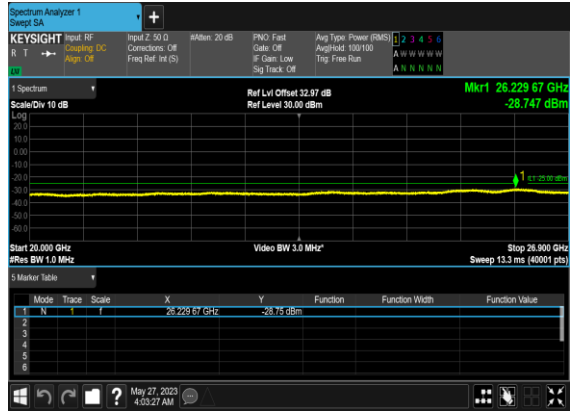 Spectrum Analyzer 1
Swept SA
KEYSIGHT Input: RF Input Z: 50 Ω #Atten: 20 dB PNO: Fast Avg Type: Power (RMS) 1 2 3 4 5 6
R T Coupling: DC Corrections: Off Gate: Off Avg|Hold: 100/100 A W W W W W
Align: Off Freq Ref: Int (S) IF Gain: Low Trig: Free Run
Sig Track: Off A N N N N N
LXI
1 Spectrum Ref Lvl Offset 32.97 dB Mkr1 26.229 67 GHz
Scale/Div 10 dB Ref Level 30.00 dBm -28.747 dBm
Log
20.0
10.0
0.00
-10.0
-20.0 1 DL1 -25.00 dBm
-30.0
-40.0
-50.0
-60.0
Start 20.000 GHz Video BW 3.0 MHz* Stop 26.900 GHz
#Res BW 1.0 MHz Sweep 13.3 ms (40001 pts)
5 Marker Table
Mode Trace Scale X Y Function Function Width Function Value
1 N 1 f 26.229 67 GHz -28.75 dBm
2
3
4
5
6
? May 27, 2023
4:03:27 AM